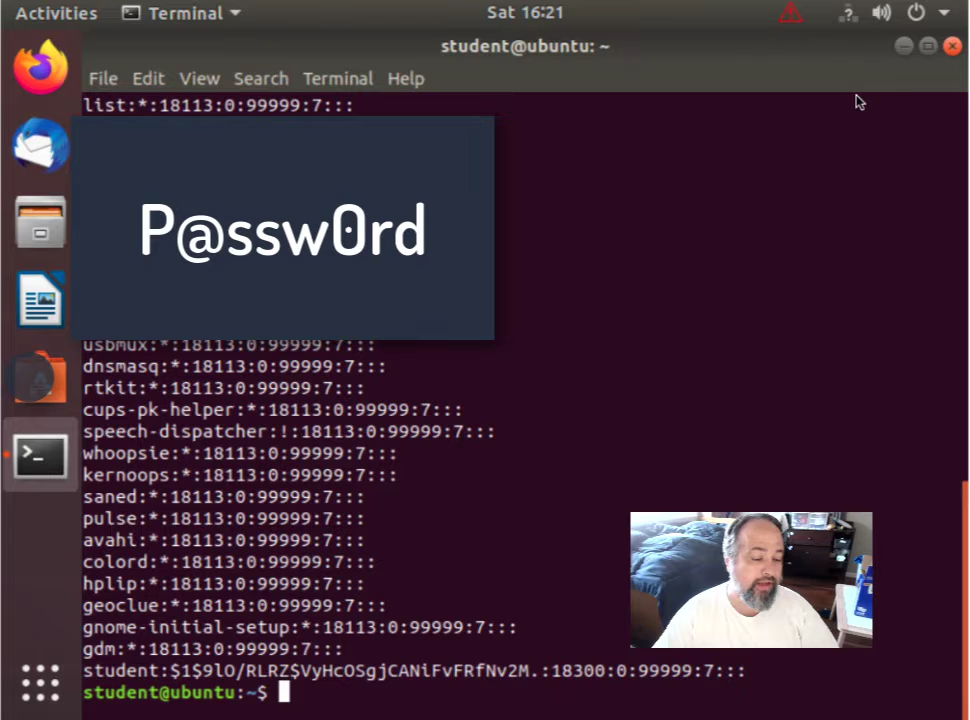 Activities Terminal Sat 16:21
student@ubuntu: ~
File Edit View Search Terminal Help
list:*:18113:0:99999:7:::
P@ssw0rd
usbmux:*:18113:0:99999:7:::
dnsmasq:*:18113:0:99999:7:::
rtkit:*:18113:0:99999:7:::
cups-pk-helper:*:18113:0:99999:7:::
speech-dispatcher:!:18113:0:99999:7:::
whoopsie:*:18113:0:99999:7:::
kernoops:*:18113:0:99999:7:::
saned:*:18113:0:99999:7:::
pulse:*:18113:0:99999:7:::
avahi:*:18113:0:99999:7:::
colord:*:18113:0:99999:7:::
hplip:*:18113:0:99999:7:::
geoclue:*:18113:0:99999:7:::
gnome-initial-setup:*:18113:0:99999:7:::
gdm:*:18113:0:99999:7:::
student:$1$9lO/RLRZ$VyHcOSgjCANiFvFRfNv2M.:18300:0:99999:7:::
student@ubuntu:~$